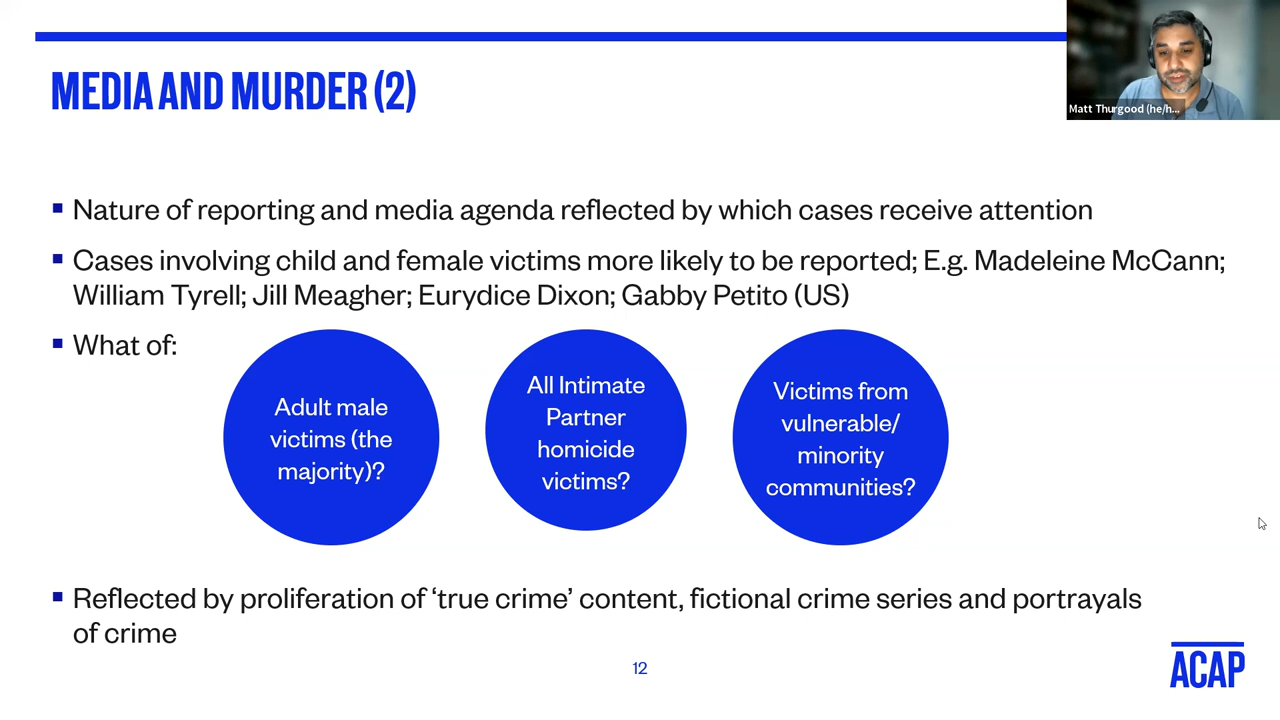 Matt Thurgood (he/h...
MEDIA AND MURDER (2)
▪ Nature of reporting and media agenda reflected by which cases receive attention
▪ Cases involving child and female victims more likely to be reported; E.g. Madeleine McCann;
William Tyrell; Jill Meagher; Eurydice Dixon; Gabby Petito (US)
▪ What of:
Adult male
victims (the
majority)?
All Intimate
Partner
homicide
victims?
Victims from
vulnerable/
minority
communities?
▪ Reflected by proliferation of ‘true crime’ content, fictional crime series and portrayals
of crime
12
ACAP